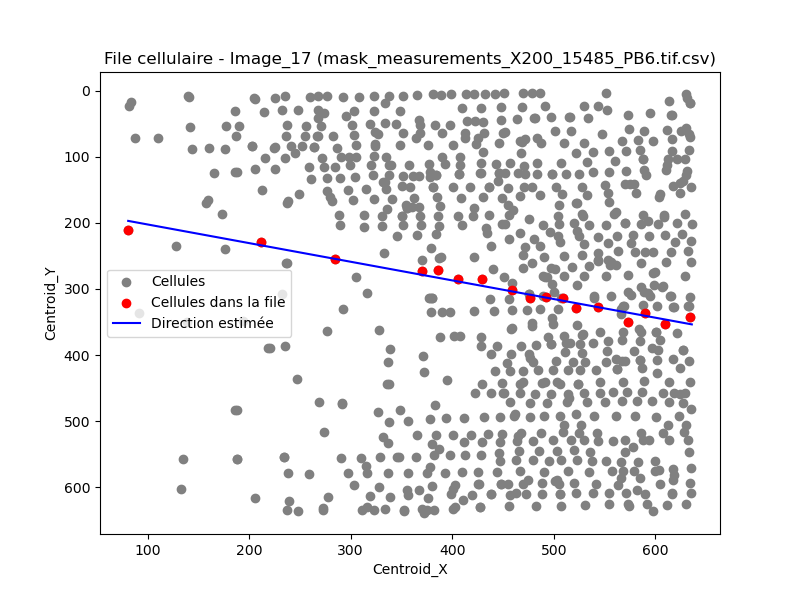 File cellulaire - Image_17 (mask_measurements_X200_15485_PB6.tif.csv)
0
100
200
300
400
500
600
Centroid_Y
Cellules
Cellules dans la file
Direction estimée
100 200 300 400 500 600
Centroid_X